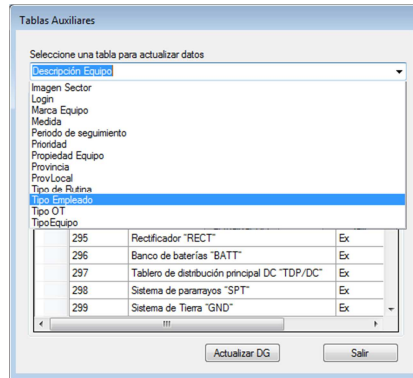 Tablas Auxiliares
Seleccione una tabla para actualizar datos
Descripción Equipo
Imagen Sector
Login
Marca Equipo
Medida
Periodo de seguimiento
Prioridad
Propiedad Equipo
Provincia
ProvLocal
Tipo de Rutina
Tipo Empleado
Tipo OT
TipoEquipo
295 Rectificador "RECT" Ex
296 Banco de baterías "BATT" Ex
297 Tablero de distribución principal DC "TDP/DC" Ex
298 Sistema de pararrayos "SPT" Ex
299 Sistema de Tierra "GND" Ex
Actualizar DG Salir